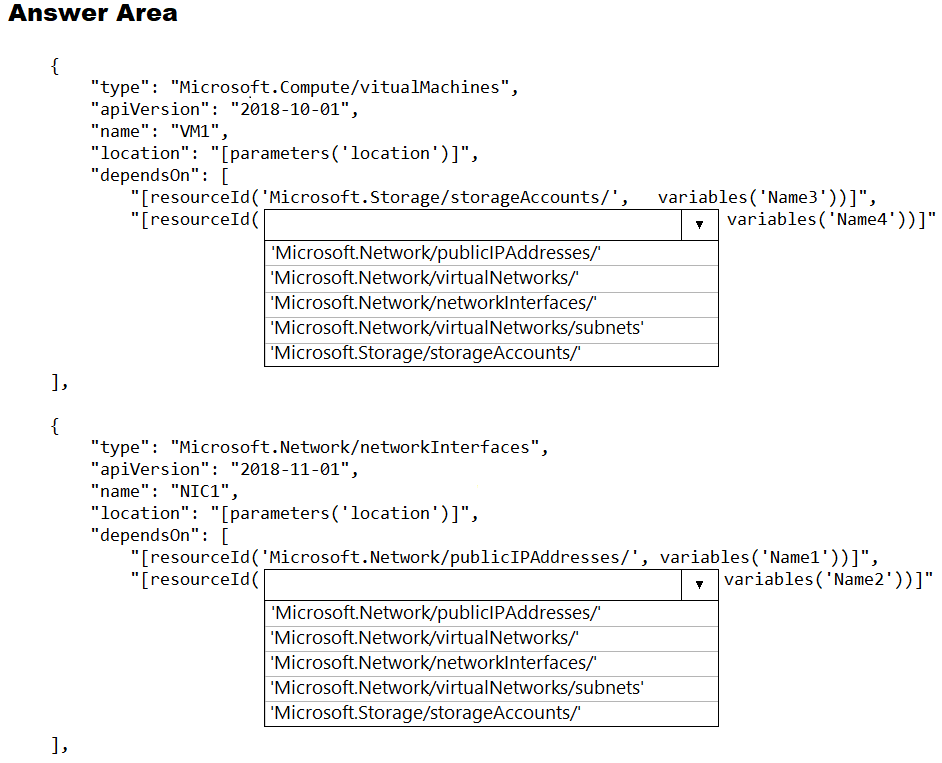 Answer Area
{
"type": "Microsoft.Compute/vitualMachines",
"apiVersion": "2018-10-01",
"name": "VM1",
"location": "[parameters('location')]",
"dependsOn": [
"[resourceId('Microsoft.Storage/storageAccounts/', variables('Name3'))]",
"[resourceId( ▼ variables('Name4'))]"
'Microsoft.Network/publicIPAddresses/'
'Microsoft.Network/virtualNetworks/'
'Microsoft.Network/networkInterfaces/'
'Microsoft.Network/virtualNetworks/subnets'
'Microsoft.Storage/storageAccounts/'
],
{
"type": "Microsoft.Network/networkInterfaces",
"apiVersion": "2018-11-01",
"name": "NIC1",
"location": "[parameters('location')]",
"dependsOn": [
"[resourceId('Microsoft.Network/publicIPAddresses/', variables('Name1'))]",
"[resourceId( ▼ variables('Name2'))]"
'Microsoft.Network/publicIPAddresses/'
'Microsoft.Network/virtualNetworks/'
'Microsoft.Network/networkInterfaces/'
'Microsoft.Network/virtualNetworks/subnets'
'Microsoft.Storage/storageAccounts/'
],